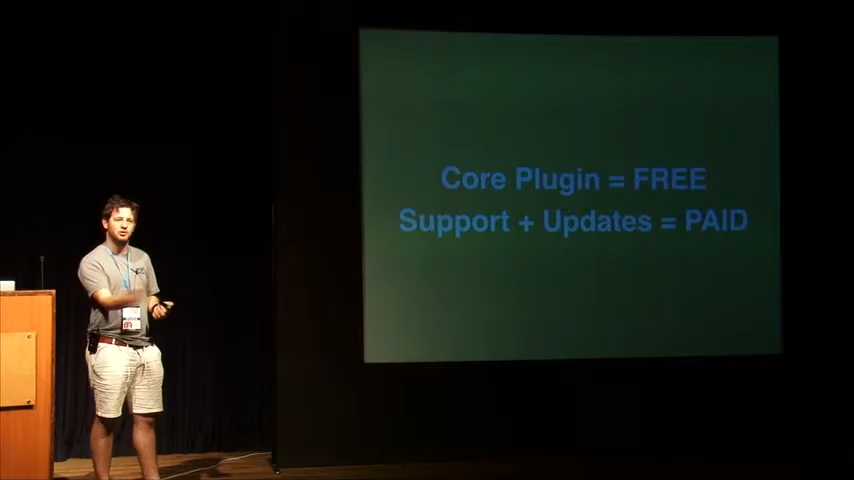 Core Plugin = FREE
Support + Updates = PAID